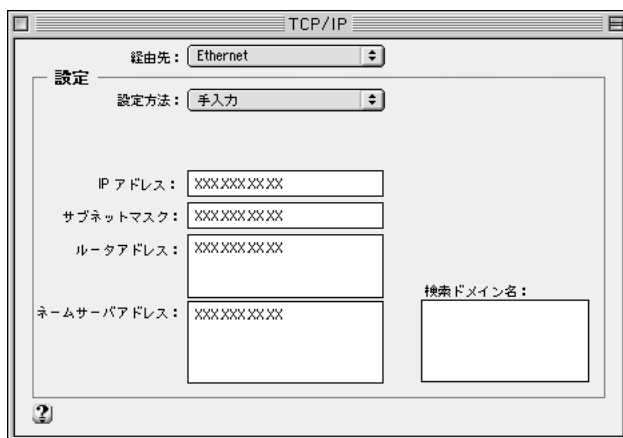 TCP/IP
経由先： Ethernet
設定
設定方法： 手入力
IP アドレス： XXX.XXX.XX.XX
サブネットマスク： XXX.XXX.XX.XX
ルータアドレス： XXX.XXX.XX.XX
検索ドメイン名：
ネームサーバアドレス： XXX.XXX.XX.XX
?